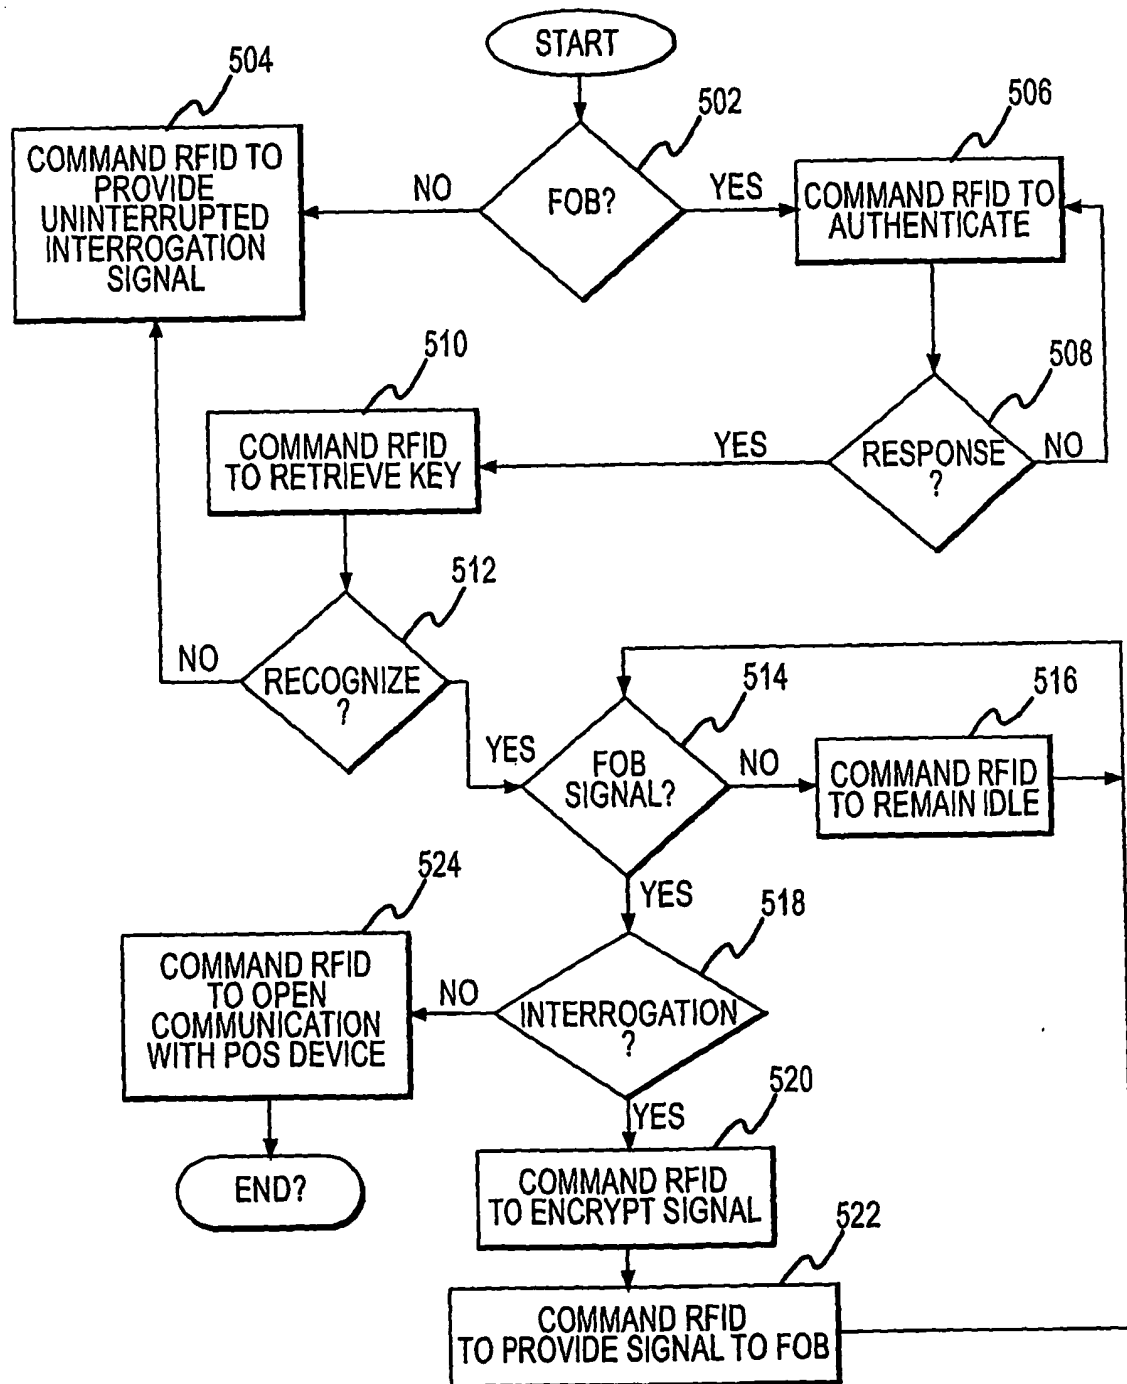 START
504
502
506
COMMAND RFID TO
PROVIDE
UNINTERRUPTED
INTERROGATION
SIGNAL
NO
FOB?
YES
COMMAND RFID TO
AUTHENTICATE
510
508
COMMAND RFID
TO RETRIEVE KEY
YES
RESPONSE
?
NO
512
NO
RECOGNIZE
?
YES
514
516
FOB
SIGNAL?
NO
COMMAND RFID
TO REMAIN IDLE
YES
524
518
COMMAND RFID
TO OPEN
COMMUNICATION
WITH POS DEVICE
NO
INTERROGATION
?
YES
520
END?
COMMAND RFID
TO ENCRYPT SIGNAL
522
COMMAND RFID
TO PROVIDE SIGNAL TO FOB